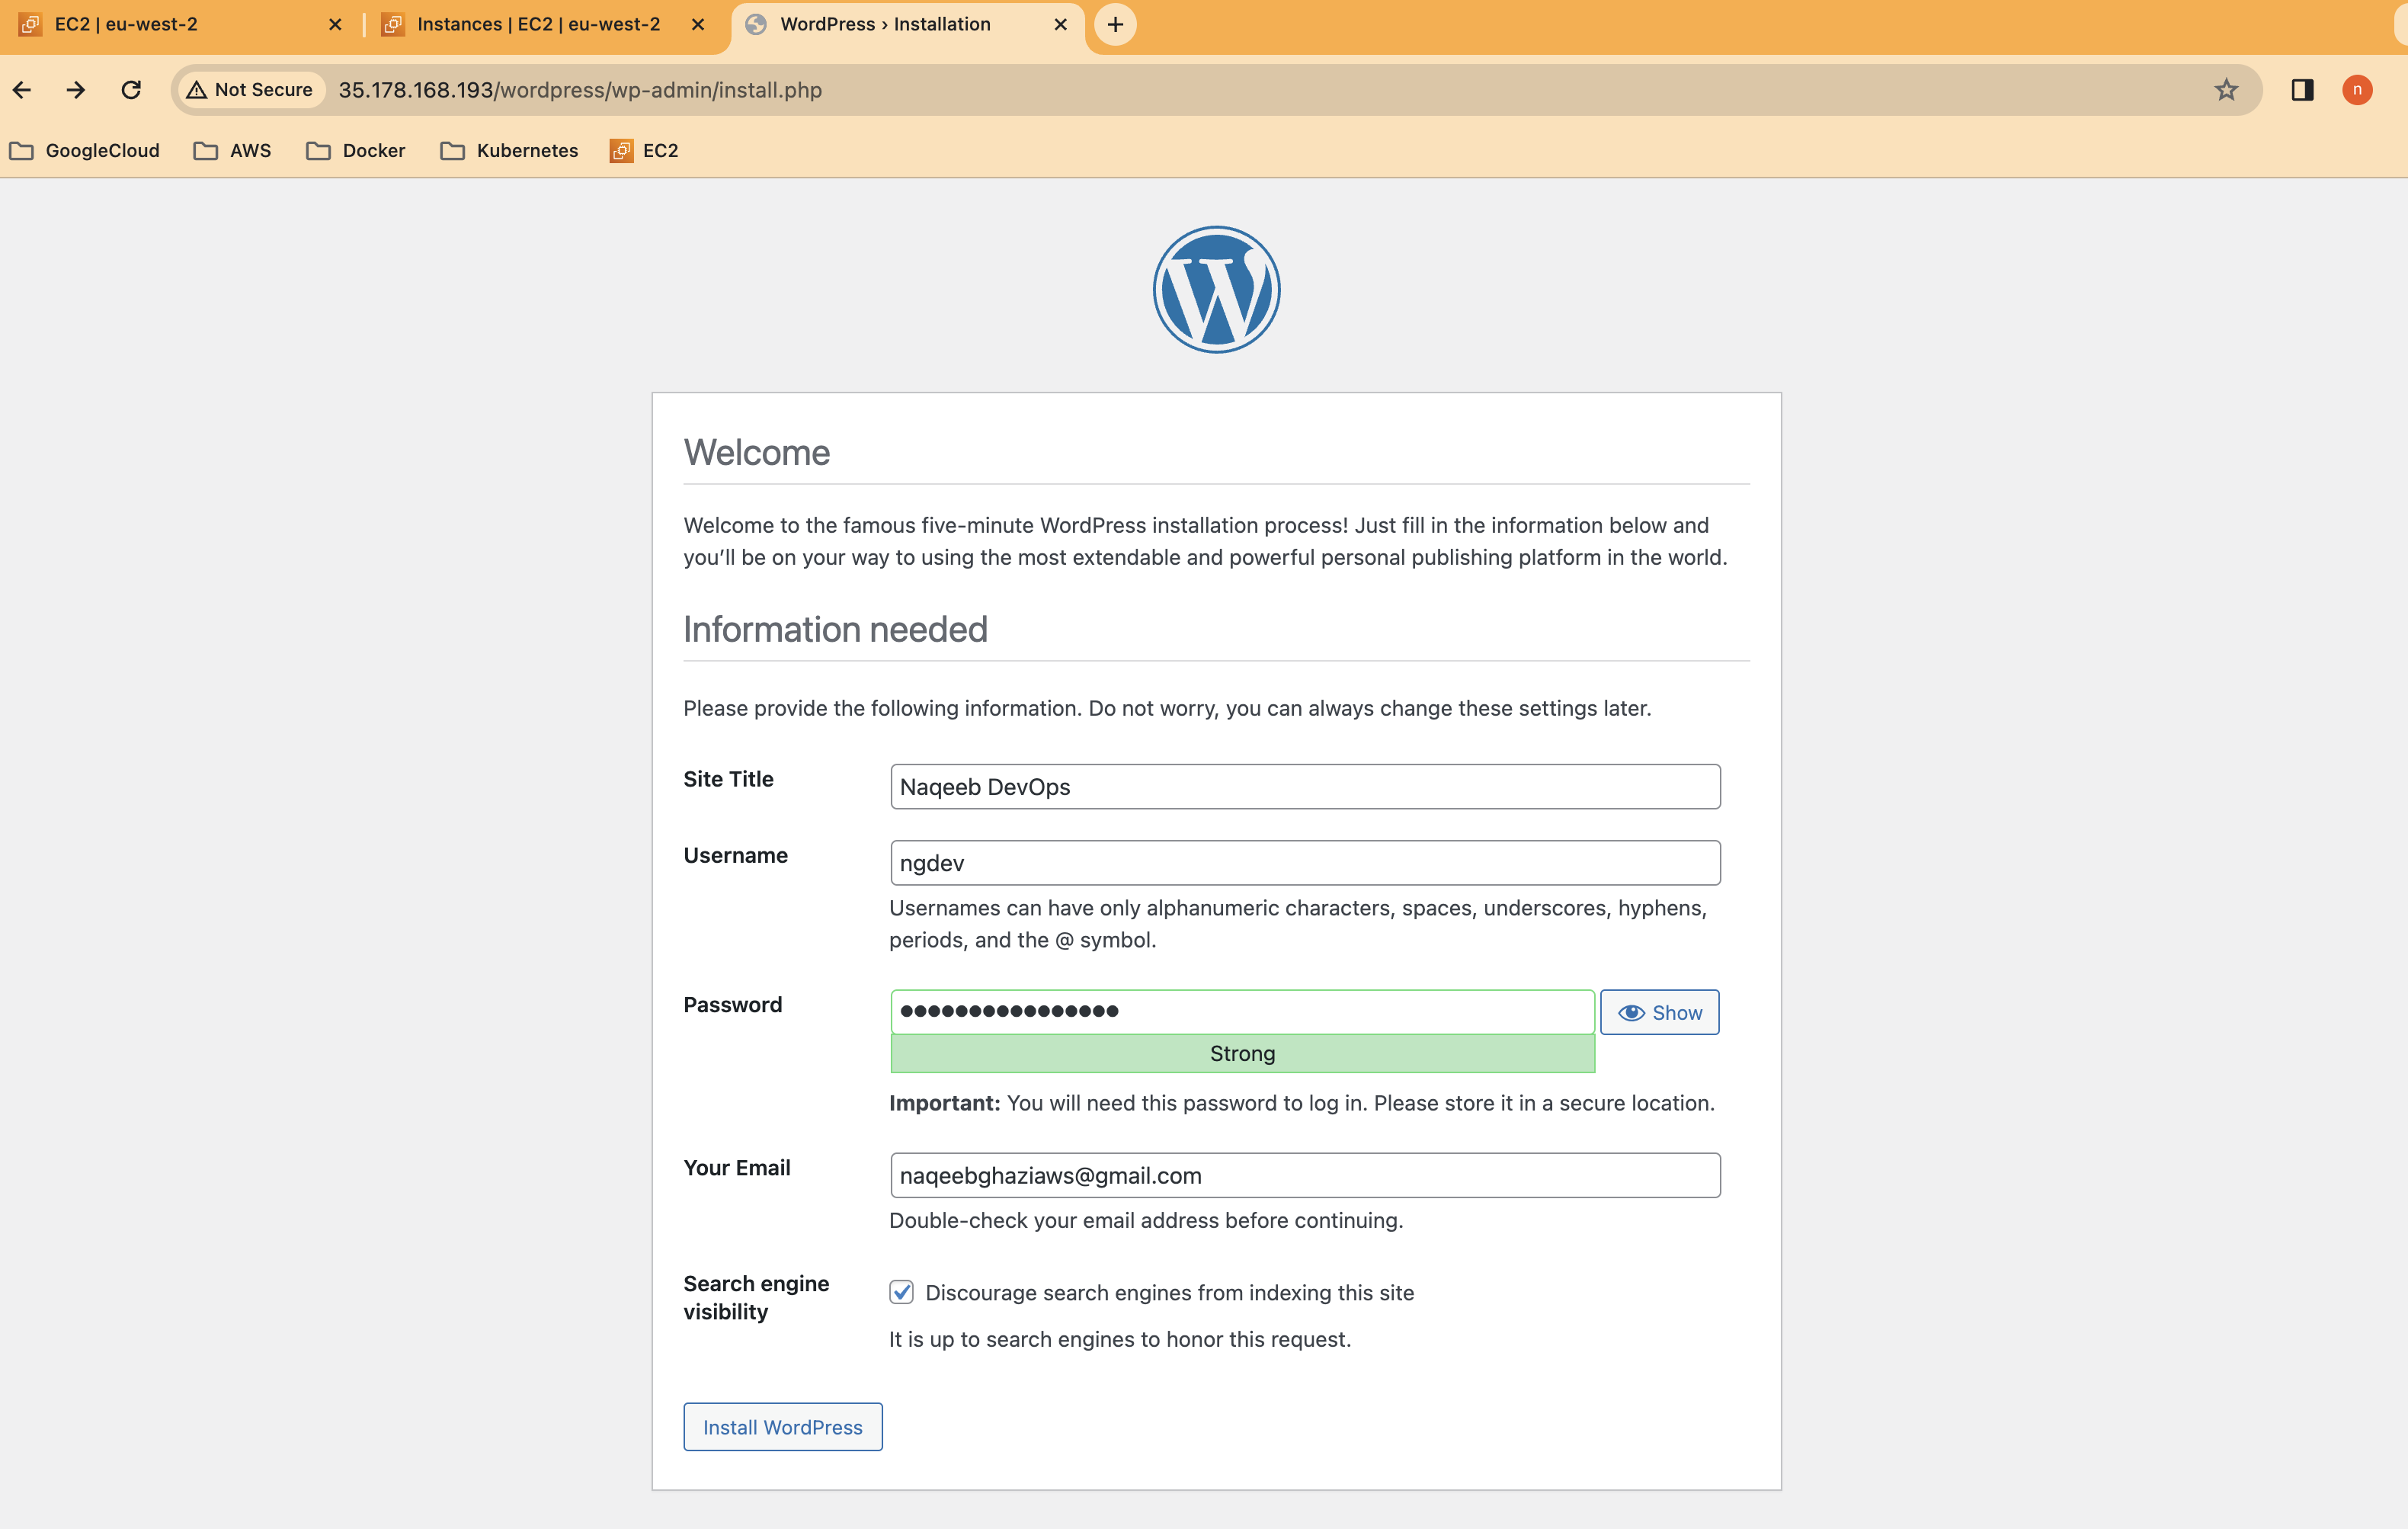 EC2 | eu-west-2
Instances | EC2 | eu-west-2
WordPress › Installation
Not Secure
35.178.168.193/wordpress/wp-admin/install.php
n
GoogleCloud
AWS
Docker
Kubernetes
EC2
W
Welcome
Welcome to the famous five-minute WordPress installation process! Just fill in the information below and
you’ll be on your way to using the most extendable and powerful personal publishing platform in the world.
Information needed
Please provide the following information. Do not worry, you can always change these settings later.
Site Title
Naqeeb DevOps
Username
ngdev
Usernames can have only alphanumeric characters, spaces, underscores, hyphens,
periods, and the @ symbol.
Password
••••••••••••••••
Show
Strong
Important: You will need this password to log in. Please store it in a secure location.
Your Email
naqeebghaziaws@gmail.com
Double-check your email address before continuing.
Search engine
visibility
Discourage search engines from indexing this site
It is up to search engines to honor this request.
Install WordPress